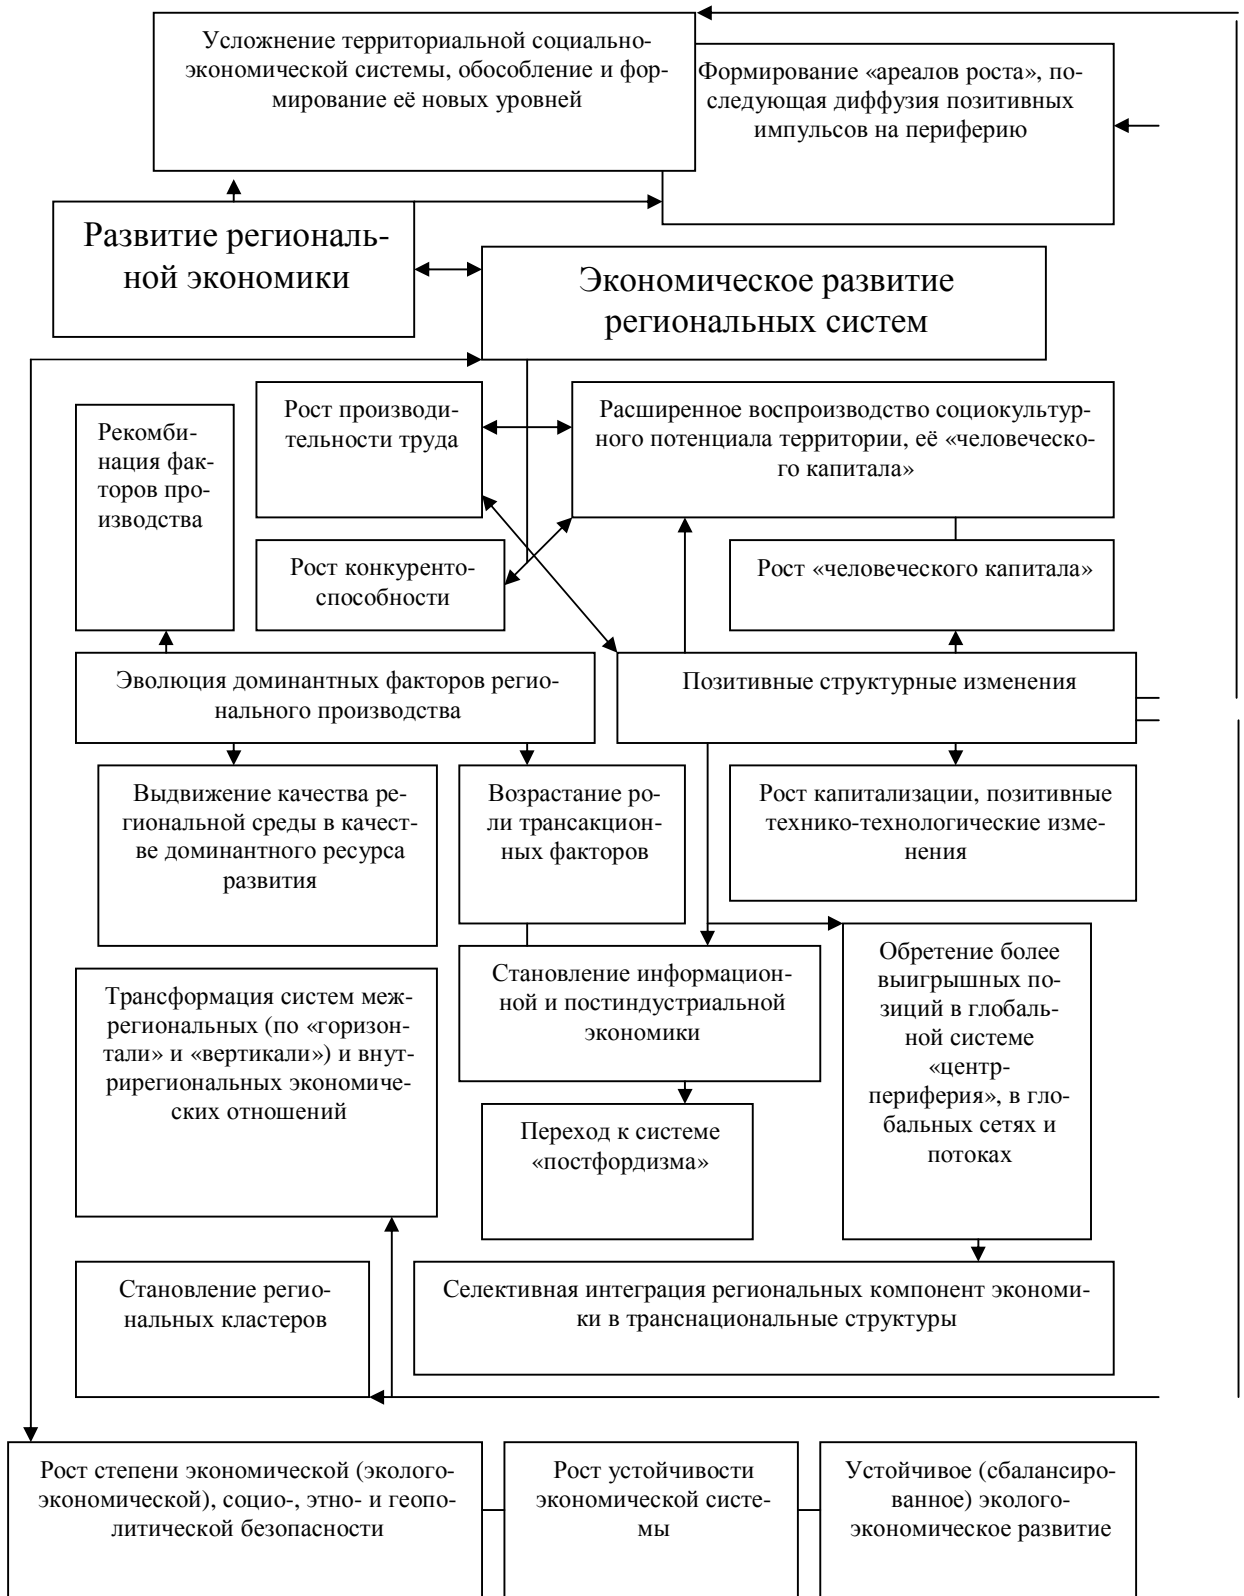 Усложнение территориальной социально-
экономической системы, обособление и фор-
мирование её новых уровней
Формирование «ареалов роста», по-
следующая диффузия позитивных
импульсов на периферию
Развитие региональ-
ной экономики
Экономическое развитие
региональных систем
Рекомби-
нация фак-
торов про-
изводства
Рост производи-
тельности труда
Расширенное воспроизводство социокультур-
ного потенциала территории, её «человеческо-
го капитала»
Рост конкуренто-
способности
Рост «человеческого капитала»
Эволюция доминантных факторов регио-
нального производства
Позитивные структурные изменения
Выдвижение качества ре-
гиональной среды в качест-
ве доминантного ресурса
развития
Возрастание ро-
ли трансакцион-
ных факторов
Рост капитализации, позитивные
технико-технологические изме-
нения
Трансформация систем меж-
региональных (по «горизон-
тали» и «вертикали») и внут-
рирегиональных экономиче-
ских отношений
Становление информацион-
ной и постиндустриальной
экономики
Обретение более
выигрышных по-
зиций в глобаль-
ной системе
«центр-
периферия», в гло-
бальных сетях и
потоках
Переход к системе
«постфордизма»
Становление регио-
нальных кластеров
Селективная интеграция региональных компонент экономи-
ки в транснациональные структуры
Рост степени экономической (эколого-
экономической), социо-, этно- и геопо-
литической безопасности
Рост устойчивости
экономической систе-
мы
Устойчивое (сбалансиро-
ванное) эколого-
экономическое развитие